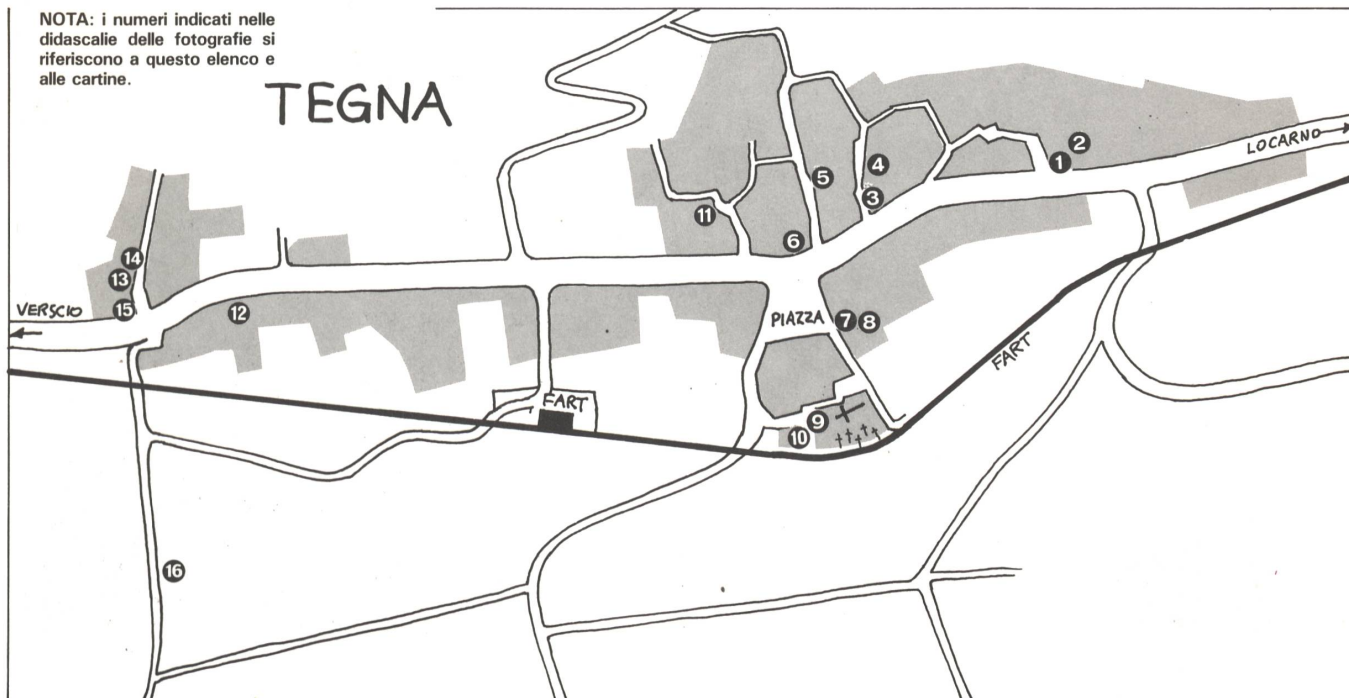 NOTA: i numeri indicati nelle
didascalie delle fotografie si
riferiscono a questo elenco e
alle cartine.
TEGNA
LOCARNO
2
1
4
5
3
11
6
14
13
15
12
VERSCIO
PIAZZA
7 8
FART
FART
9
10
16